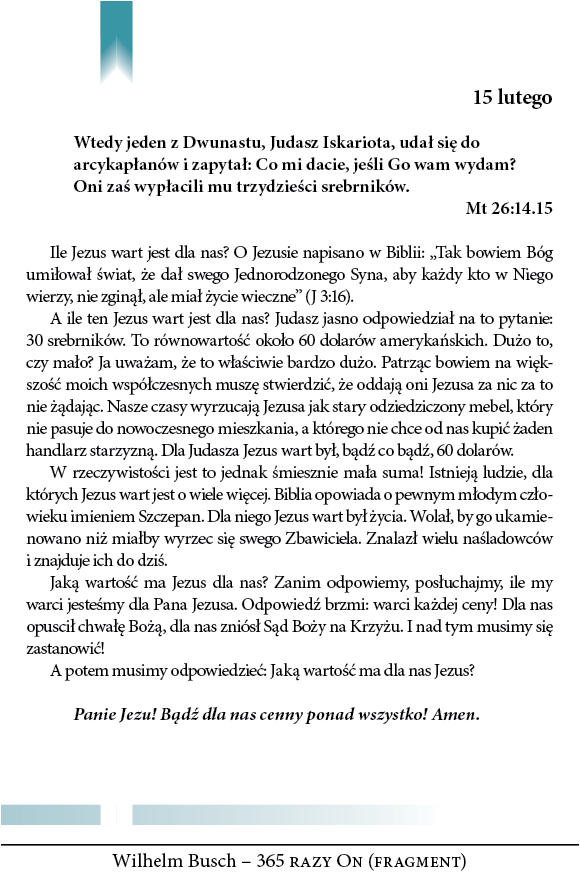 15 lutego
Wtedy jeden z Dwunastu, Judasz Iskariota, udał się do
arcykapłanów i zapytał: Co mi dacie, jeśli Go wam wydam?
Oni zaś wypłacili mu trzydzieści srebrników.
Mt 26:14.15
Ile Jezus wart jest dla nas? O Jezusie napisano w Biblii: „Tak bowiem Bóg
umiłował świat, że dał swego Jednorodzonego Syna, aby każdy kto w Niego
wierzy, nie zginął, ale miał życie wieczne” (J 3:16).
A ile ten Jezus wart jest dla nas? Judasz jasno odpowiedział na to pytanie:
30 srebrników. To równowartość około 60 dolarów amerykańskich. Dużo to,
czy mało? Ja uważam, że to właściwie bardzo dużo. Patrząc bowiem na więk-
szość moich współczesnych muszę stwierdzić, że oddają oni Jezusa za nic za to
nie żądając. Nasze czasy wyrzucają Jezusa jak stary odziedziczony mebel, który
nie pasuje do nowoczesnego mieszkania, a którego nie chce od nas kupić żaden
handlarz starzyzną. Dla Judasza Jezus wart był, bądź co bądź, 60 dolarów.
W rzeczywistości jest to jednak śmiesznie mała suma! Istnieją ludzie, dla
których Jezus wart jest o wiele więcej. Biblia opowiada o pewnym młodym czło-
wieku imieniem Szczepan. Dla niego Jezus wart był życia. Wolał, by go ukamie-
nowano niż miałby wyrzec się swego Zbawiciela. Znalazł wielu naśladowców
i znajduje ich do dziś.
Jaką wartość ma Jezus dla nas? Zanim odpowiemy, posłuchajmy, ile my
warci jesteśmy dla Pana Jezusa. Odpowiedź brzmi: warci każdej ceny! Dla nas
opuścił chwałę Bożą, dla nas zniósł Sąd Boży na Krzyżu. I nad tym musimy się
zastanowić!
A potem musimy odpowiedzieć: Jaką wartość ma dla nas Jezus?
Panie Jezu! Bądź dla nas cenny ponad wszystko! Amen.
Wilhelm Busch – 365 razy On (fragment)